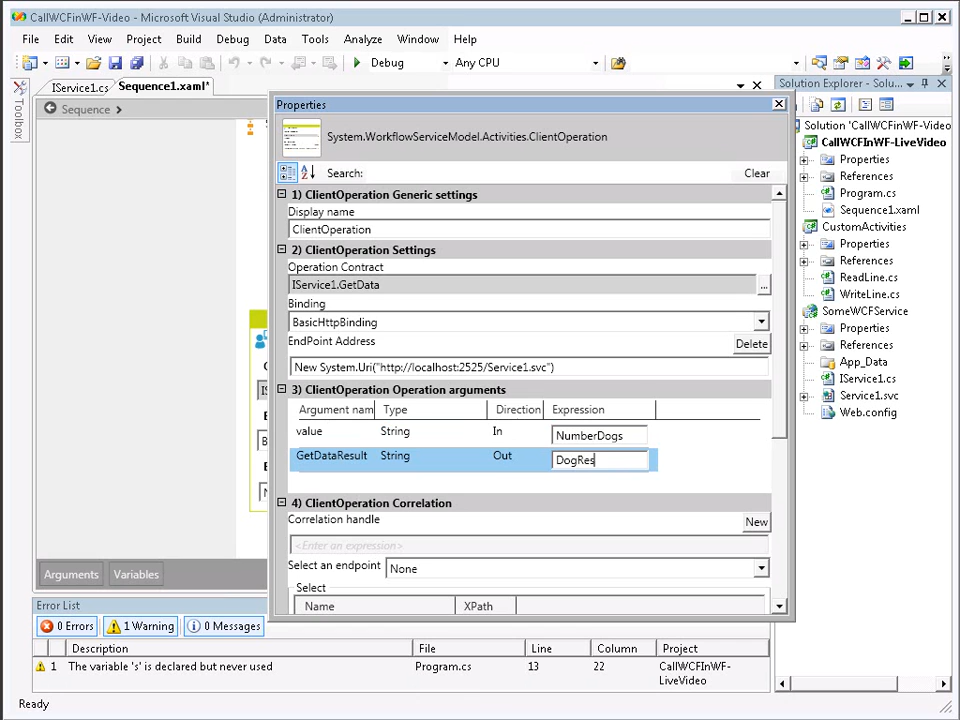 CallWCFinWF-Video - Microsoft Visual Studio (Administrator)
File Edit View Project Build Debug Data Tools Analyze Window Help
Debug Any CPU
Toolbox
IService1.cs Sequence1.xaml*
Sequence
Properties
System.WorkflowServiceModel.Activities.ClientOperation
Search: Clear
1) ClientOperation Generic settings
Display name
ClientOperation
2) ClientOperation Settings
Operation Contract
IService1.GetData
...
Binding
BasicHttpBinding
EndPoint Address
Delete
New System.Uri("http://localhost:2525/Service1.svc")
3) ClientOperation Operation arguments
Argument nam Type Direction Expression
value String In NumberDogs
GetDataResult String Out DogRes
4) ClientOperation Correlation
Correlation handle
New
<Enter an expression>
Select an endpoint None
Select
Name XPath
Solution Explorer - Solu...
Solution 'CallWCFinWF-Video
CallWCFInWF-LiveVideo
Properties
References
Program.cs
Sequence1.xaml
CustomActivities
Properties
References
ReadLine.cs
WriteLine.cs
SomeWCFService
Properties
References
App_Data
IService1.cs
Service1.svc
Web.config
Arguments Variables
Error List
0 Errors 1 Warning 0 Messages
Description File Line Column Project
1 The variable 's' is declared but never used Program.cs 13 22 CallWCFInWF-
LiveVideo
Ready